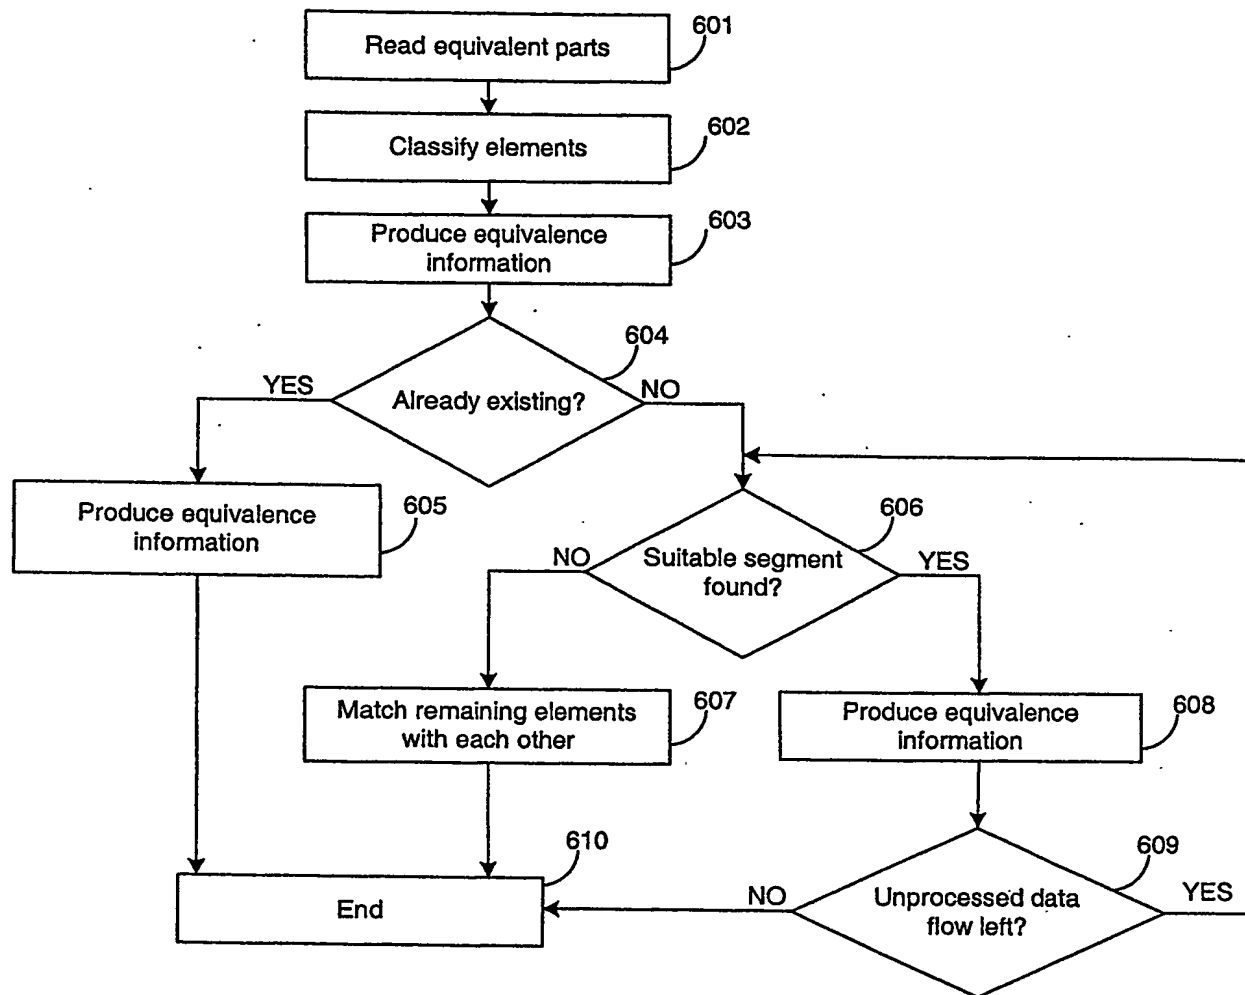 601
Read equivalent parts
602
Classify elements
603
Produce equivalence
information
604
YES
NO
Already existing?
605
Produce equivalence
information
606
NO
YES
Suitable segment
found?
607
Match remaining elements
with each other
608
Produce equivalence
information
609
610
NO
YES
Unprocessed data
flow left?
End